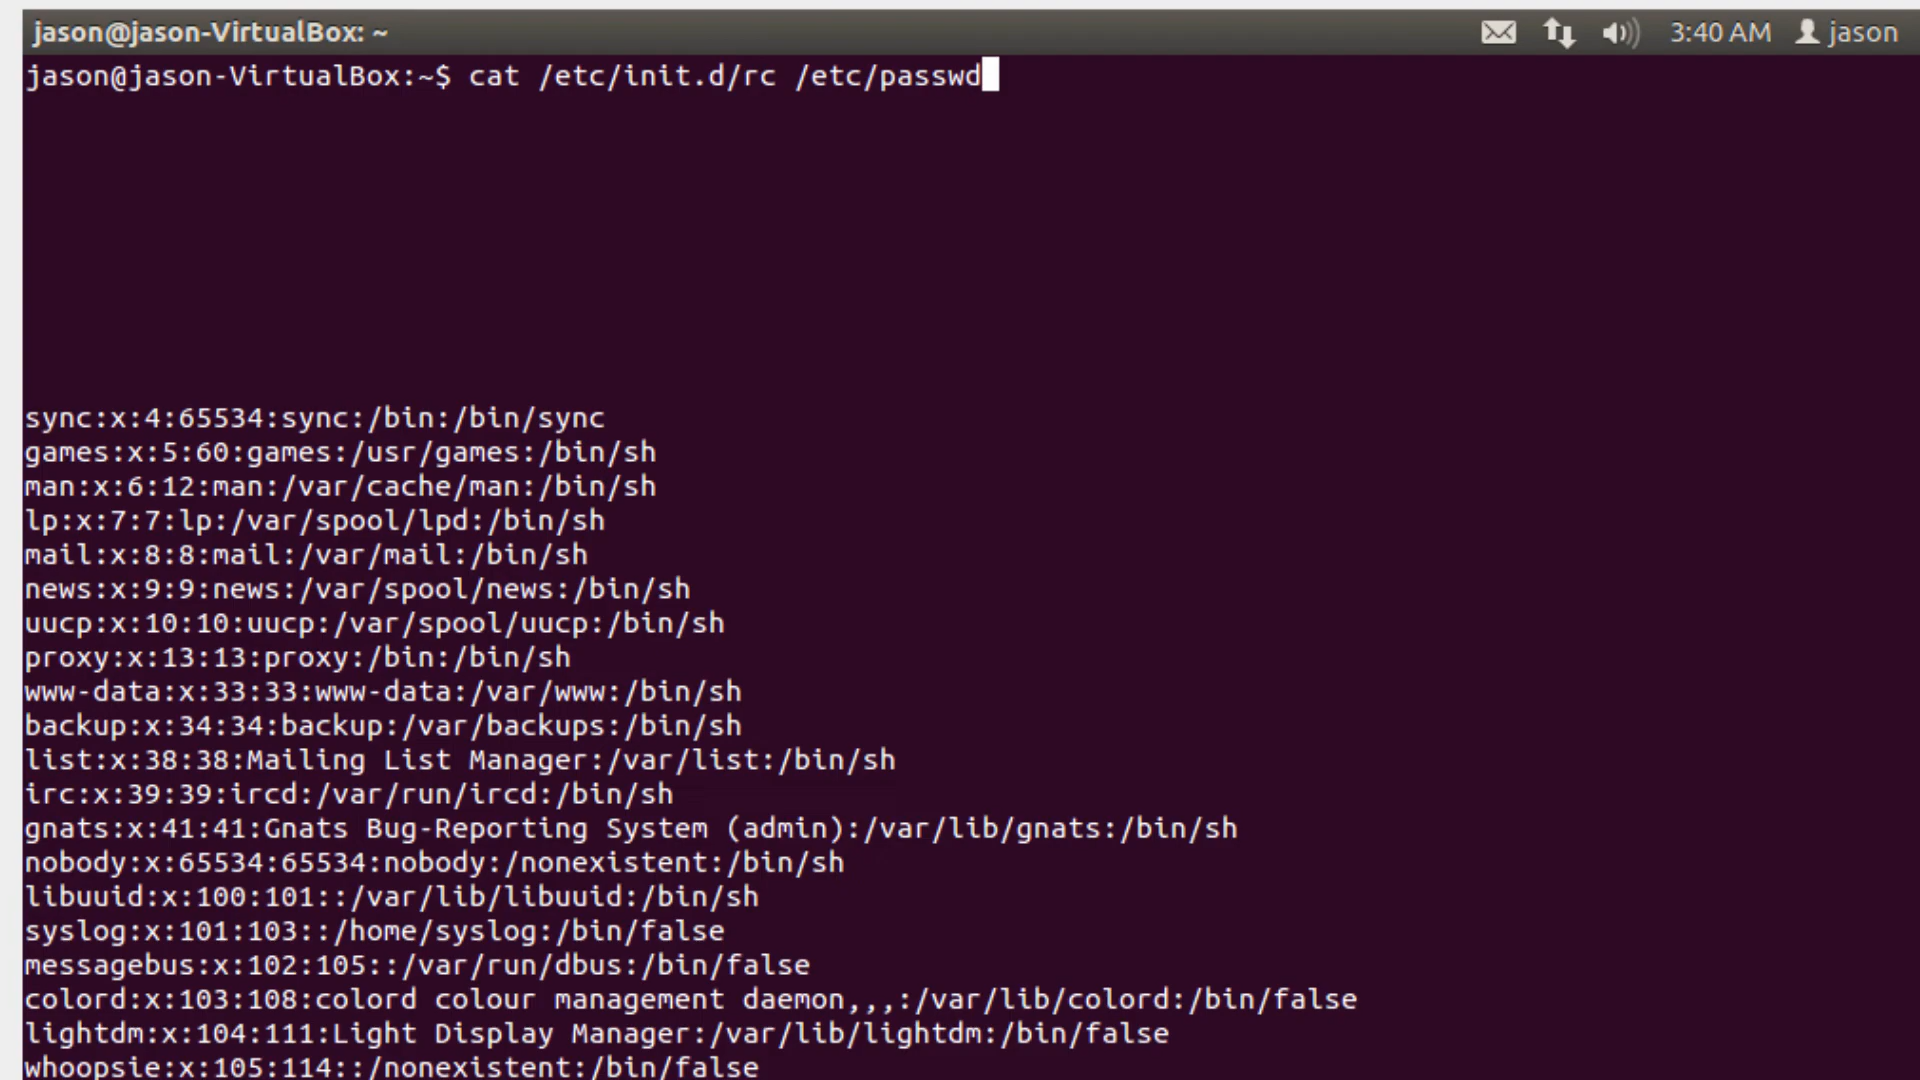 jason@jason-VirtualBox: ~
3:40 AM jason
jason@jason-VirtualBox:~$ cat /etc/init.d/rc /etc/passwd
sync:x:4:65534:sync:/bin:/bin/sync
games:x:5:60:games:/usr/games:/bin/sh
man:x:6:12:man:/var/cache/man:/bin/sh
lp:x:7:7:lp:/var/spool/lpd:/bin/sh
mail:x:8:8:mail:/var/mail:/bin/sh
news:x:9:9:news:/var/spool/news:/bin/sh
uucp:x:10:10:uucp:/var/spool/uucp:/bin/sh
proxy:x:13:13:proxy:/bin:/bin/sh
www-data:x:33:33:www-data:/var/www:/bin/sh
backup:x:34:34:backup:/var/backups:/bin/sh
list:x:38:38:Mailing List Manager:/var/list:/bin/sh
irc:x:39:39:ircd:/var/run/ircd:/bin/sh
gnats:x:41:41:Gnats Bug-Reporting System (admin):/var/lib/gnats:/bin/sh
nobody:x:65534:65534:nobody:/nonexistent:/bin/sh
libuuid:x:100:101::/var/lib/libuuid:/bin/sh
syslog:x:101:103::/home/syslog:/bin/false
messagebus:x:102:105::/var/run/dbus:/bin/false
colord:x:103:108:colord colour management daemon,,,:/var/lib/colord:/bin/false
lightdm:x:104:111:Light Display Manager:/var/lib/lightdm:/bin/false
whoopsie:x:105:114::/nonexistent:/bin/false